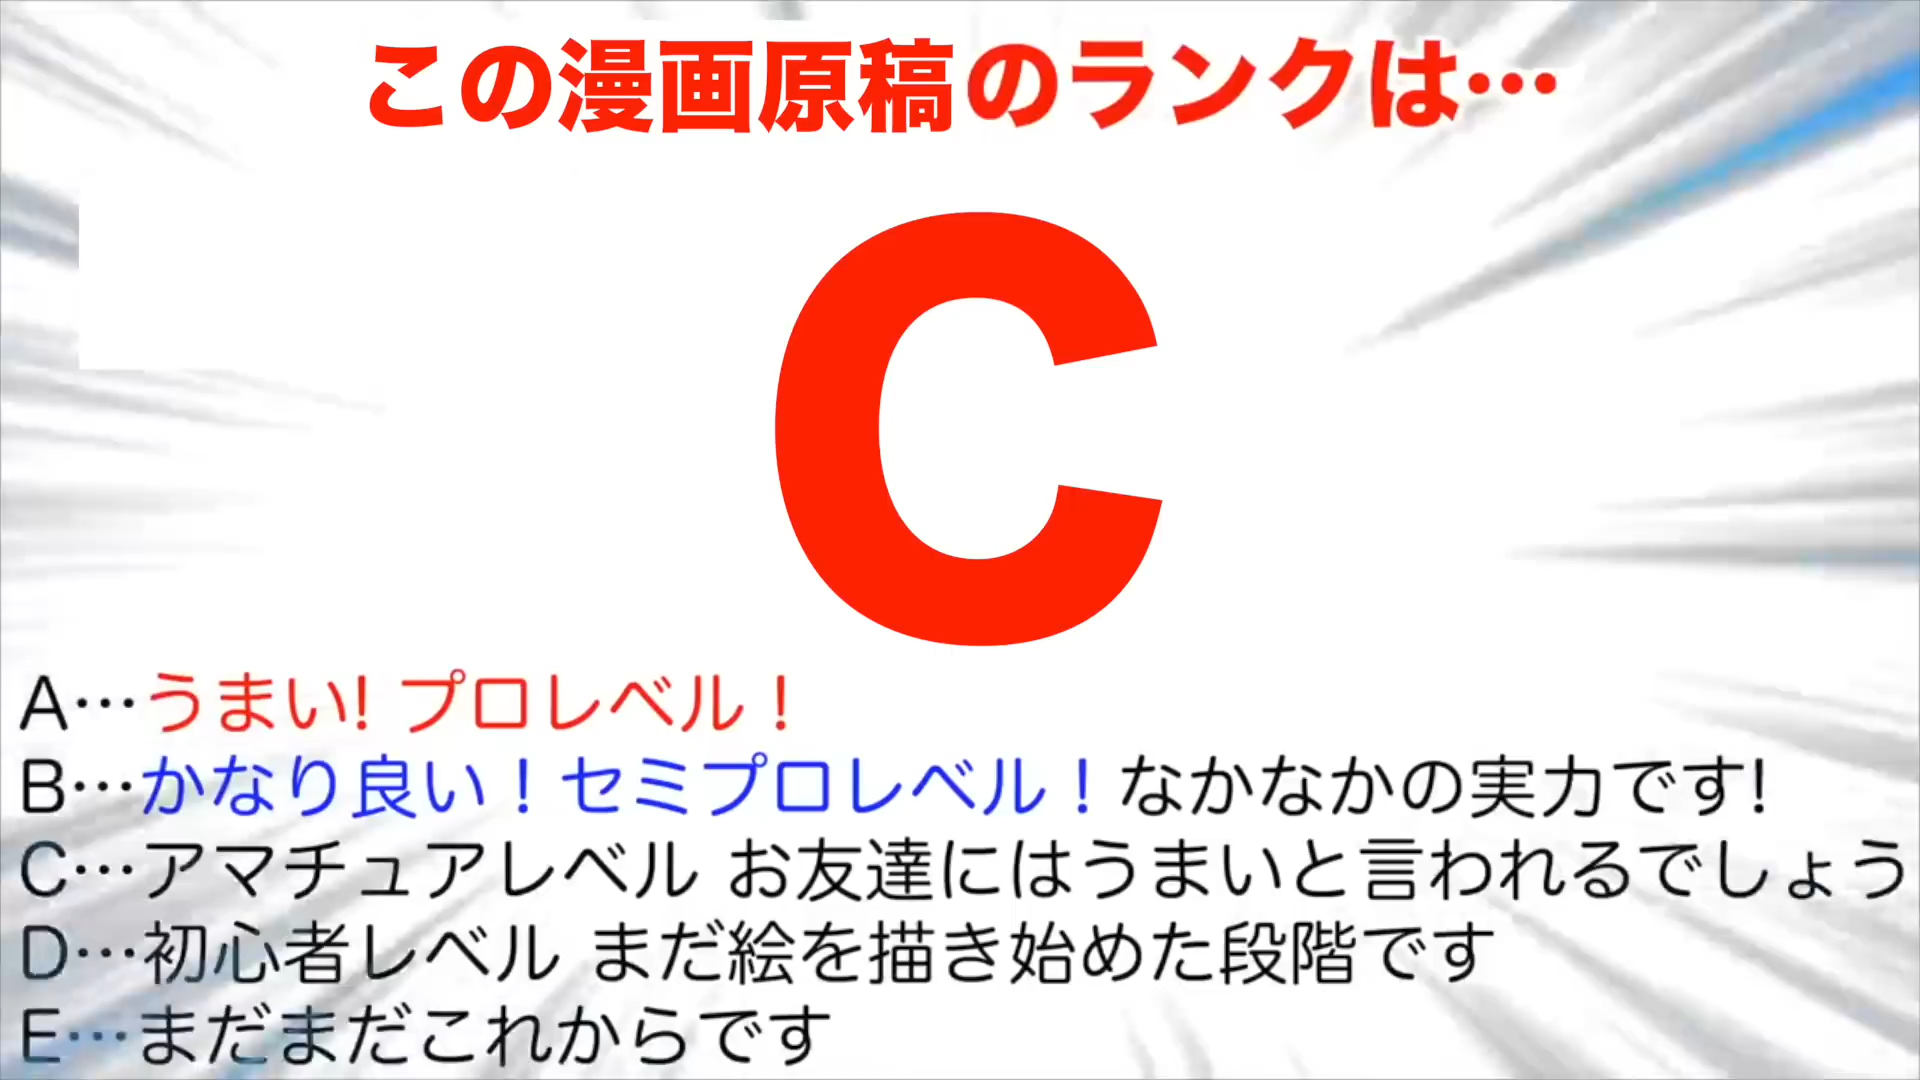 この漫画原稿のランクは…
C
A…うまい! プロレベル！
B…かなり良い！セミプロレベル！なかなかの実力です!
C…アマチュアレベル お友達にはうまいと言われるでしょう
D…初心者レベル まだ絵を描き始めた段階です
E…まだまだこれからです